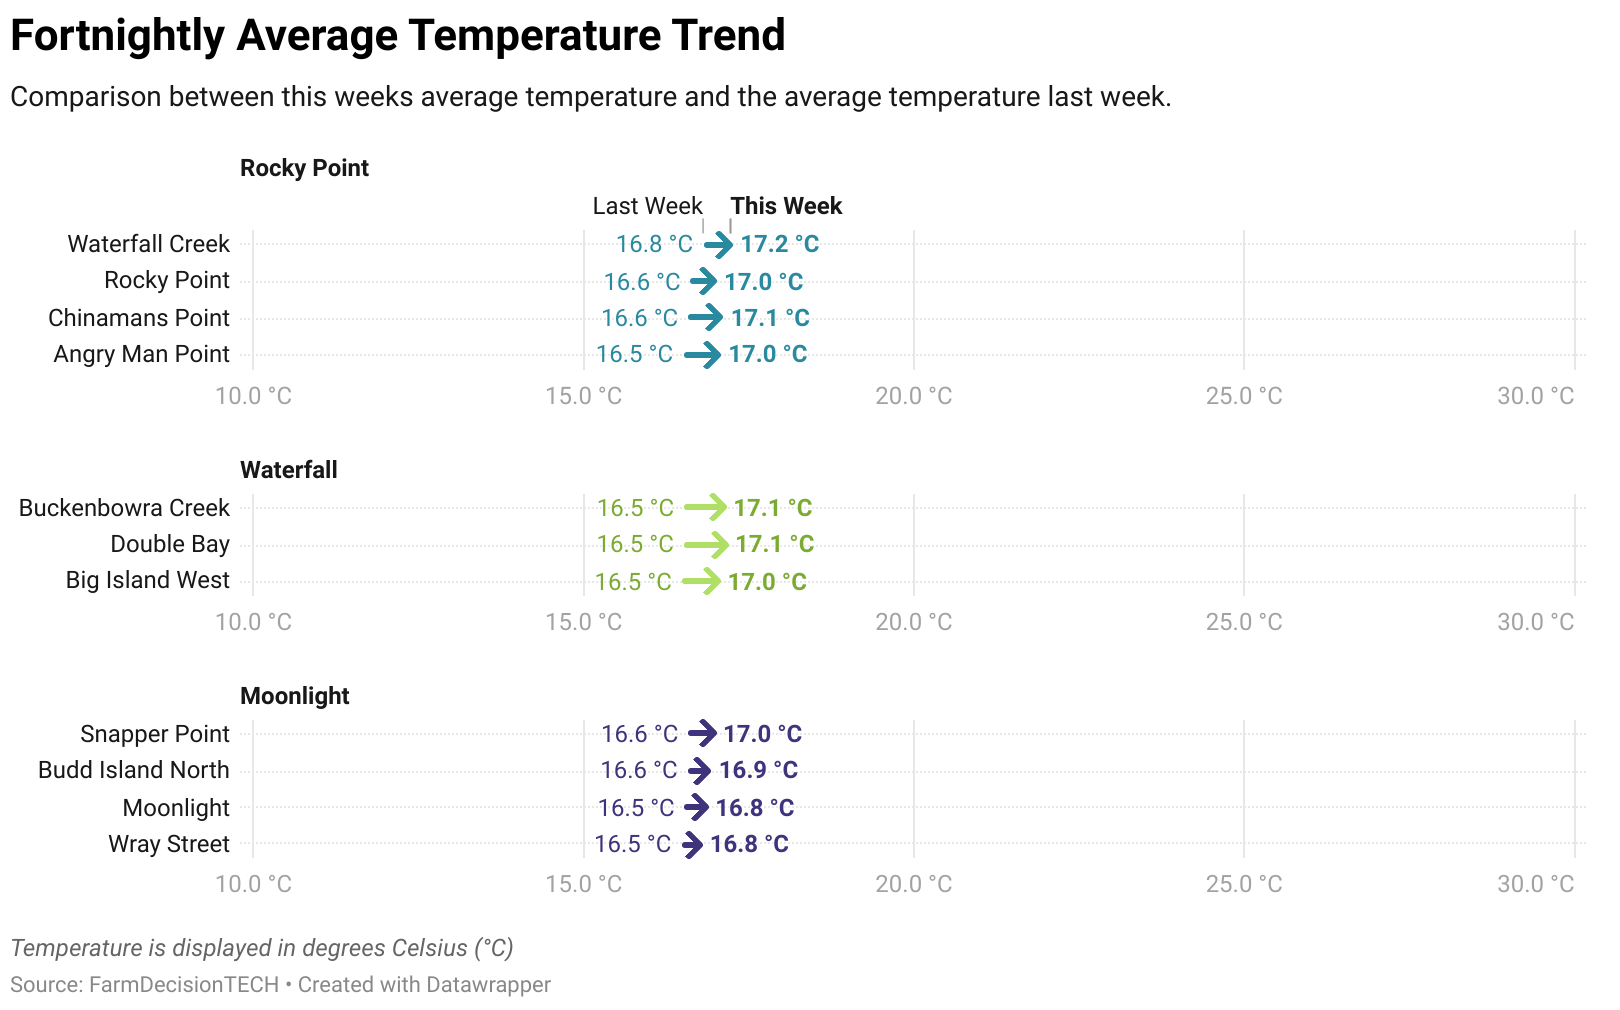 Fortnightly Average Temperature Trend
Comparison between this weeks average temperature and the average temperature last week.
Rocky Point
Last Week This Week
Waterfall Creek 16.8 °C 17.2 °C
Rocky Point 16.6 °C 17.0 °C
Chinamans Point 16.6 °C 17.1 °C
Angry Man Point 16.5 °C 17.0 °C
10.0 °C 15.0 °C 20.0 °C 25.0 °C 30.0 °C
Waterfall
Buckenbowra Creek 16.5 °C 17.1 °C
Double Bay 16.5 °C 17.1 °C
Big Island West 16.5 °C 17.0 °C
10.0 °C 15.0 °C 20.0 °C 25.0 °C 30.0 °C
Moonlight
Snapper Point 16.6 °C 17.0 °C
Budd Island North 16.6 °C 16.9 °C
Moonlight 16.5 °C 16.8 °C
Wray Street 16.5 °C 16.8 °C
10.0 °C 15.0 °C 20.0 °C 25.0 °C 30.0 °C
Temperature is displayed in degrees Celsius (°C)
Source: FarmDecisionTECH • Created with Datawrapper